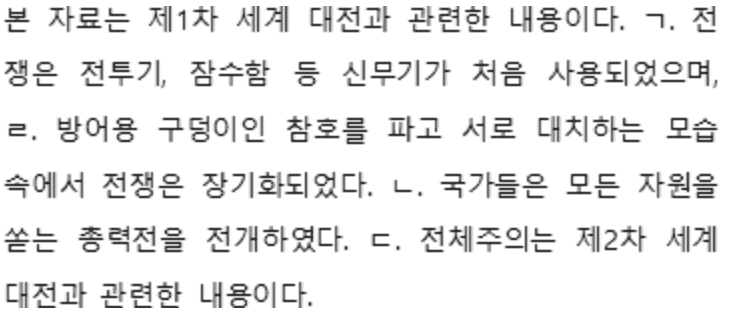 본 자료는 제1차 세계 대전과 관련한 내용이다. ㄱ. 전
쟁은 전투기, 잠수함 등 신무기가 처음 사용되었으며,
ㄹ. 방어용 구덩이인 참호를 파고 서로 대치하는 모습
속에서 전쟁은 장기화되었다. ㄴ. 국가들은 모든 자원을
쏟는 총력전을 전개하였다. ㄷ. 전체주의는 제2차 세계
대전과 관련한 내용이다.